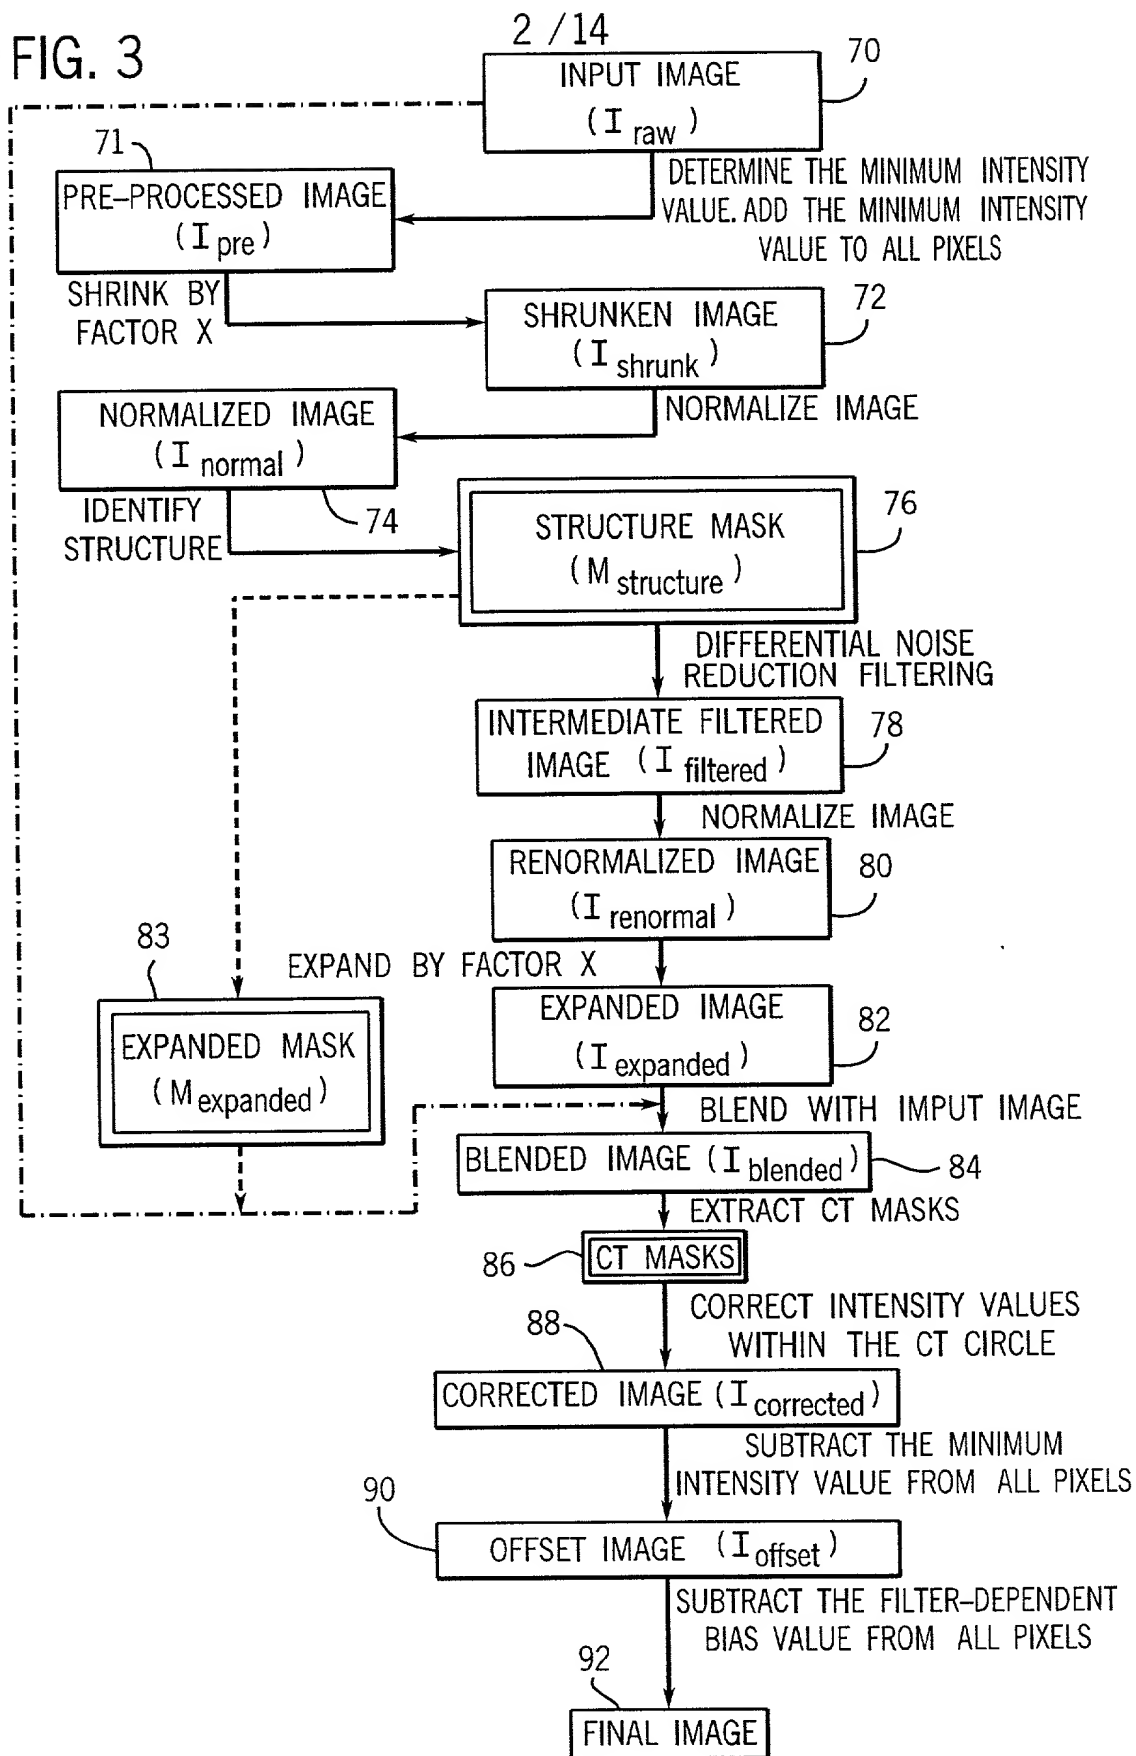 FIG. 3
2 /14
70
INPUT IMAGE
(I raw)
71
PRE-PROCESSED IMAGE
(I pre)
DETERMINE THE MINIMUM INTENSITY
VALUE. ADD THE MINIMUM INTENSITY
VALUE TO ALL PIXELS
SHRINK BY
FACTOR X
72
SHRUNKEN IMAGE
(I shrunk)
NORMALIZE IMAGE
NORMALIZED IMAGE
(I normal)
74
IDENTIFY
STRUCTURE
76
STRUCTURE MASK
(M structure)
DIFFERENTIAL NOISE
REDUCTION FILTERING
78
INTERMEDIATE FILTERED
IMAGE (I filtered)
NORMALIZE IMAGE
80
RENORMALIZED IMAGE
(I renormal)
EXPAND BY FACTOR X
83
EXPANDED MASK
(M expanded)
82
EXPANDED IMAGE
(I expanded)
BLEND WITH IMPUT IMAGE
BLENDED IMAGE (I blended)
84
EXTRACT CT MASKS
86
CT MASKS
CORRECT INTENSITY VALUES
WITHIN THE CT CIRCLE
88
CORRECTED IMAGE (I corrected)
SUBTRACT THE MINIMUM
INTENSITY VALUE FROM ALL PIXELS
90
OFFSET IMAGE (I offset)
SUBTRACT THE FILTER-DEPENDENT
BIAS VALUE FROM ALL PIXELS
92
FINAL IMAGE